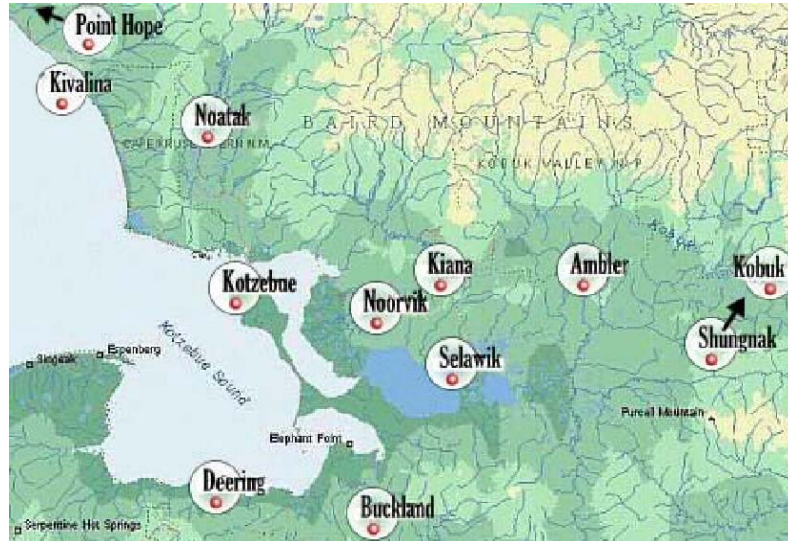 Point Hope
Kivalina
Noatak
BAIRD MOUNTAINS
KOBUK VALLEY N.P.
Kotzebue
Kiana
Ambler
Kobuk
Noorvik
Shungnak
Selawik
Kotzebue Sound
Espenberg
Singeak
Purcell Mountain
Elephant Point
Deering
Buckland
Serpentine Hot Springs